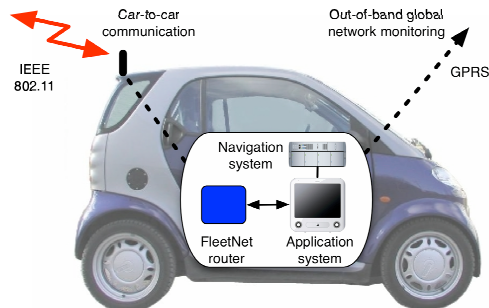 Car-to-car
communication
Out-of-band global
network monitoring
IEEE
802.11
GPRS
Navigation
system
FleetNet
router
Application
system